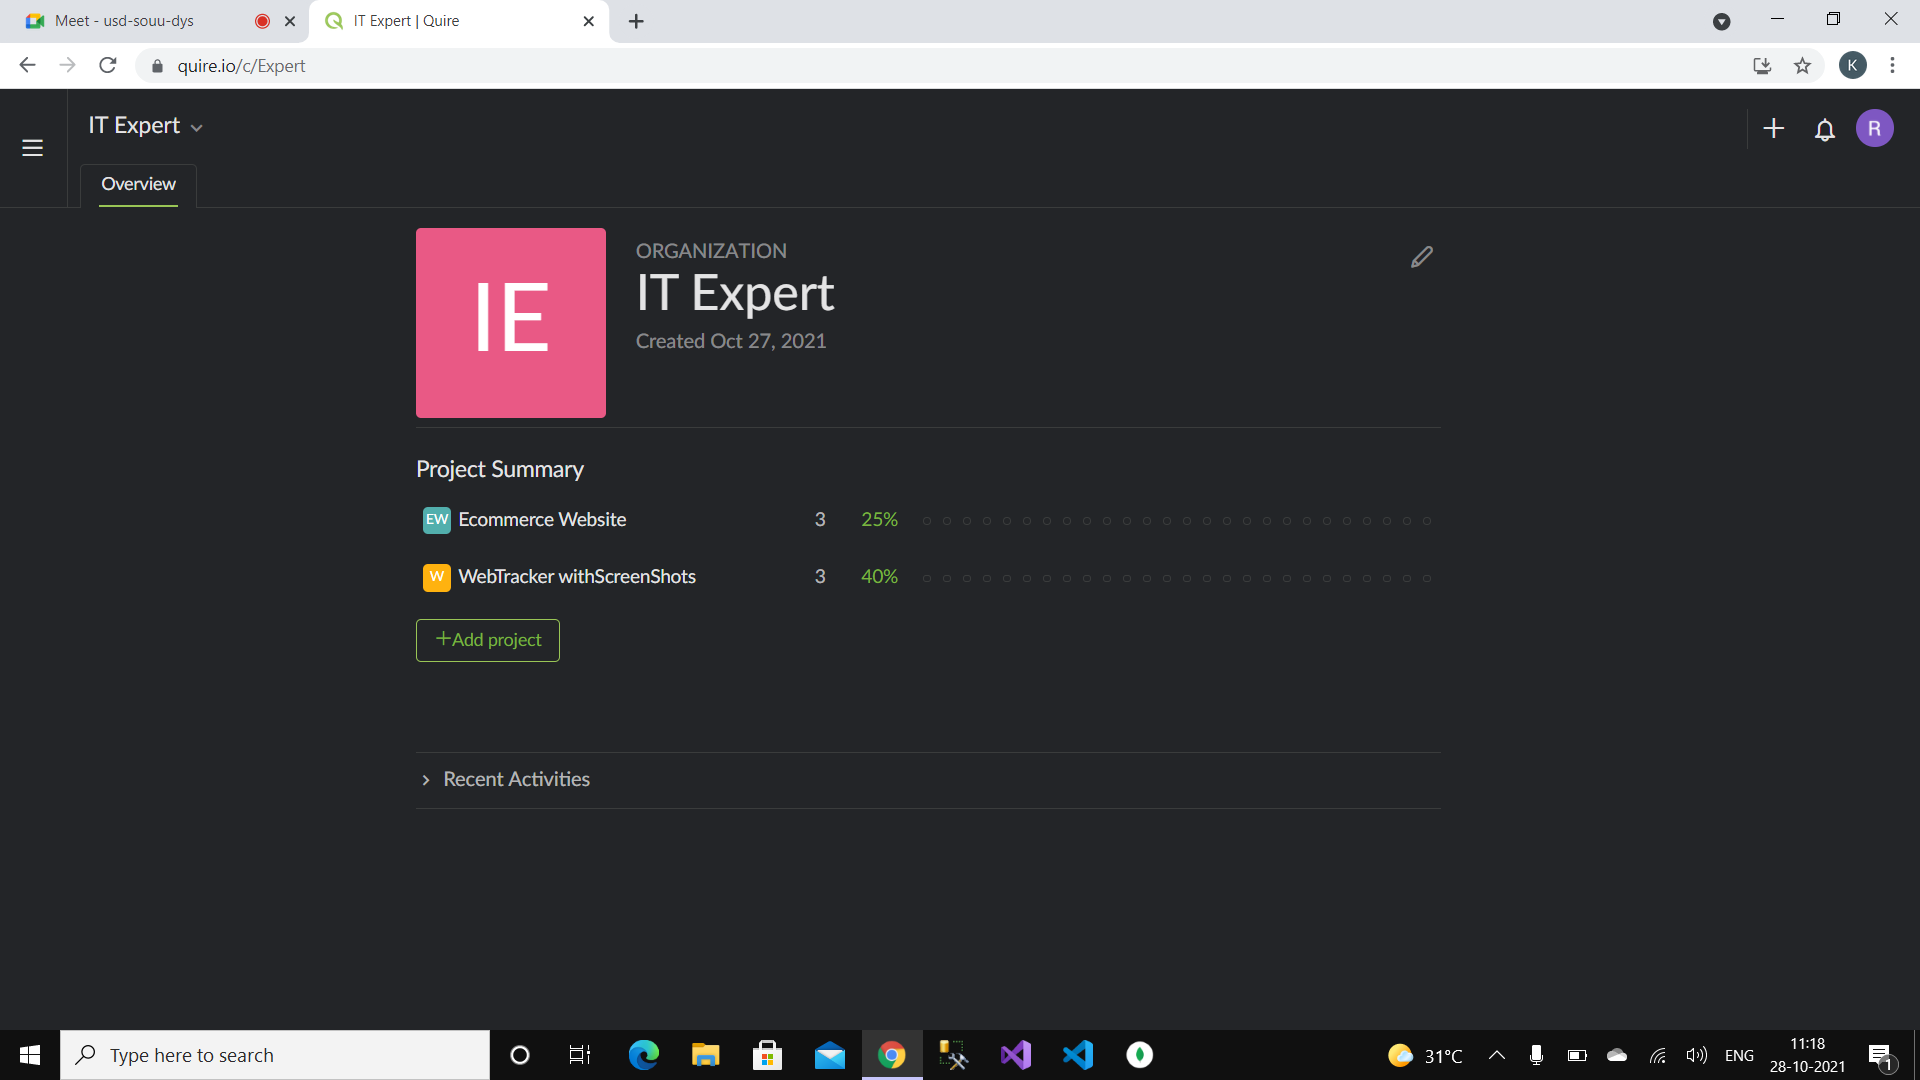 Meet - usd-souu-dys
IT Expert | Quire
quire.io/c/Expert
K
IT Expert
R
Overview
IE
ORGANIZATION
IT Expert
Created Oct 27, 2021
Project Summary
EW Ecommerce Website 3 25%
W WebTracker withScreenShots 3 40%
+Add project
Recent Activities
Type here to search
31°C
ENG
11:18
28-10-2021
1